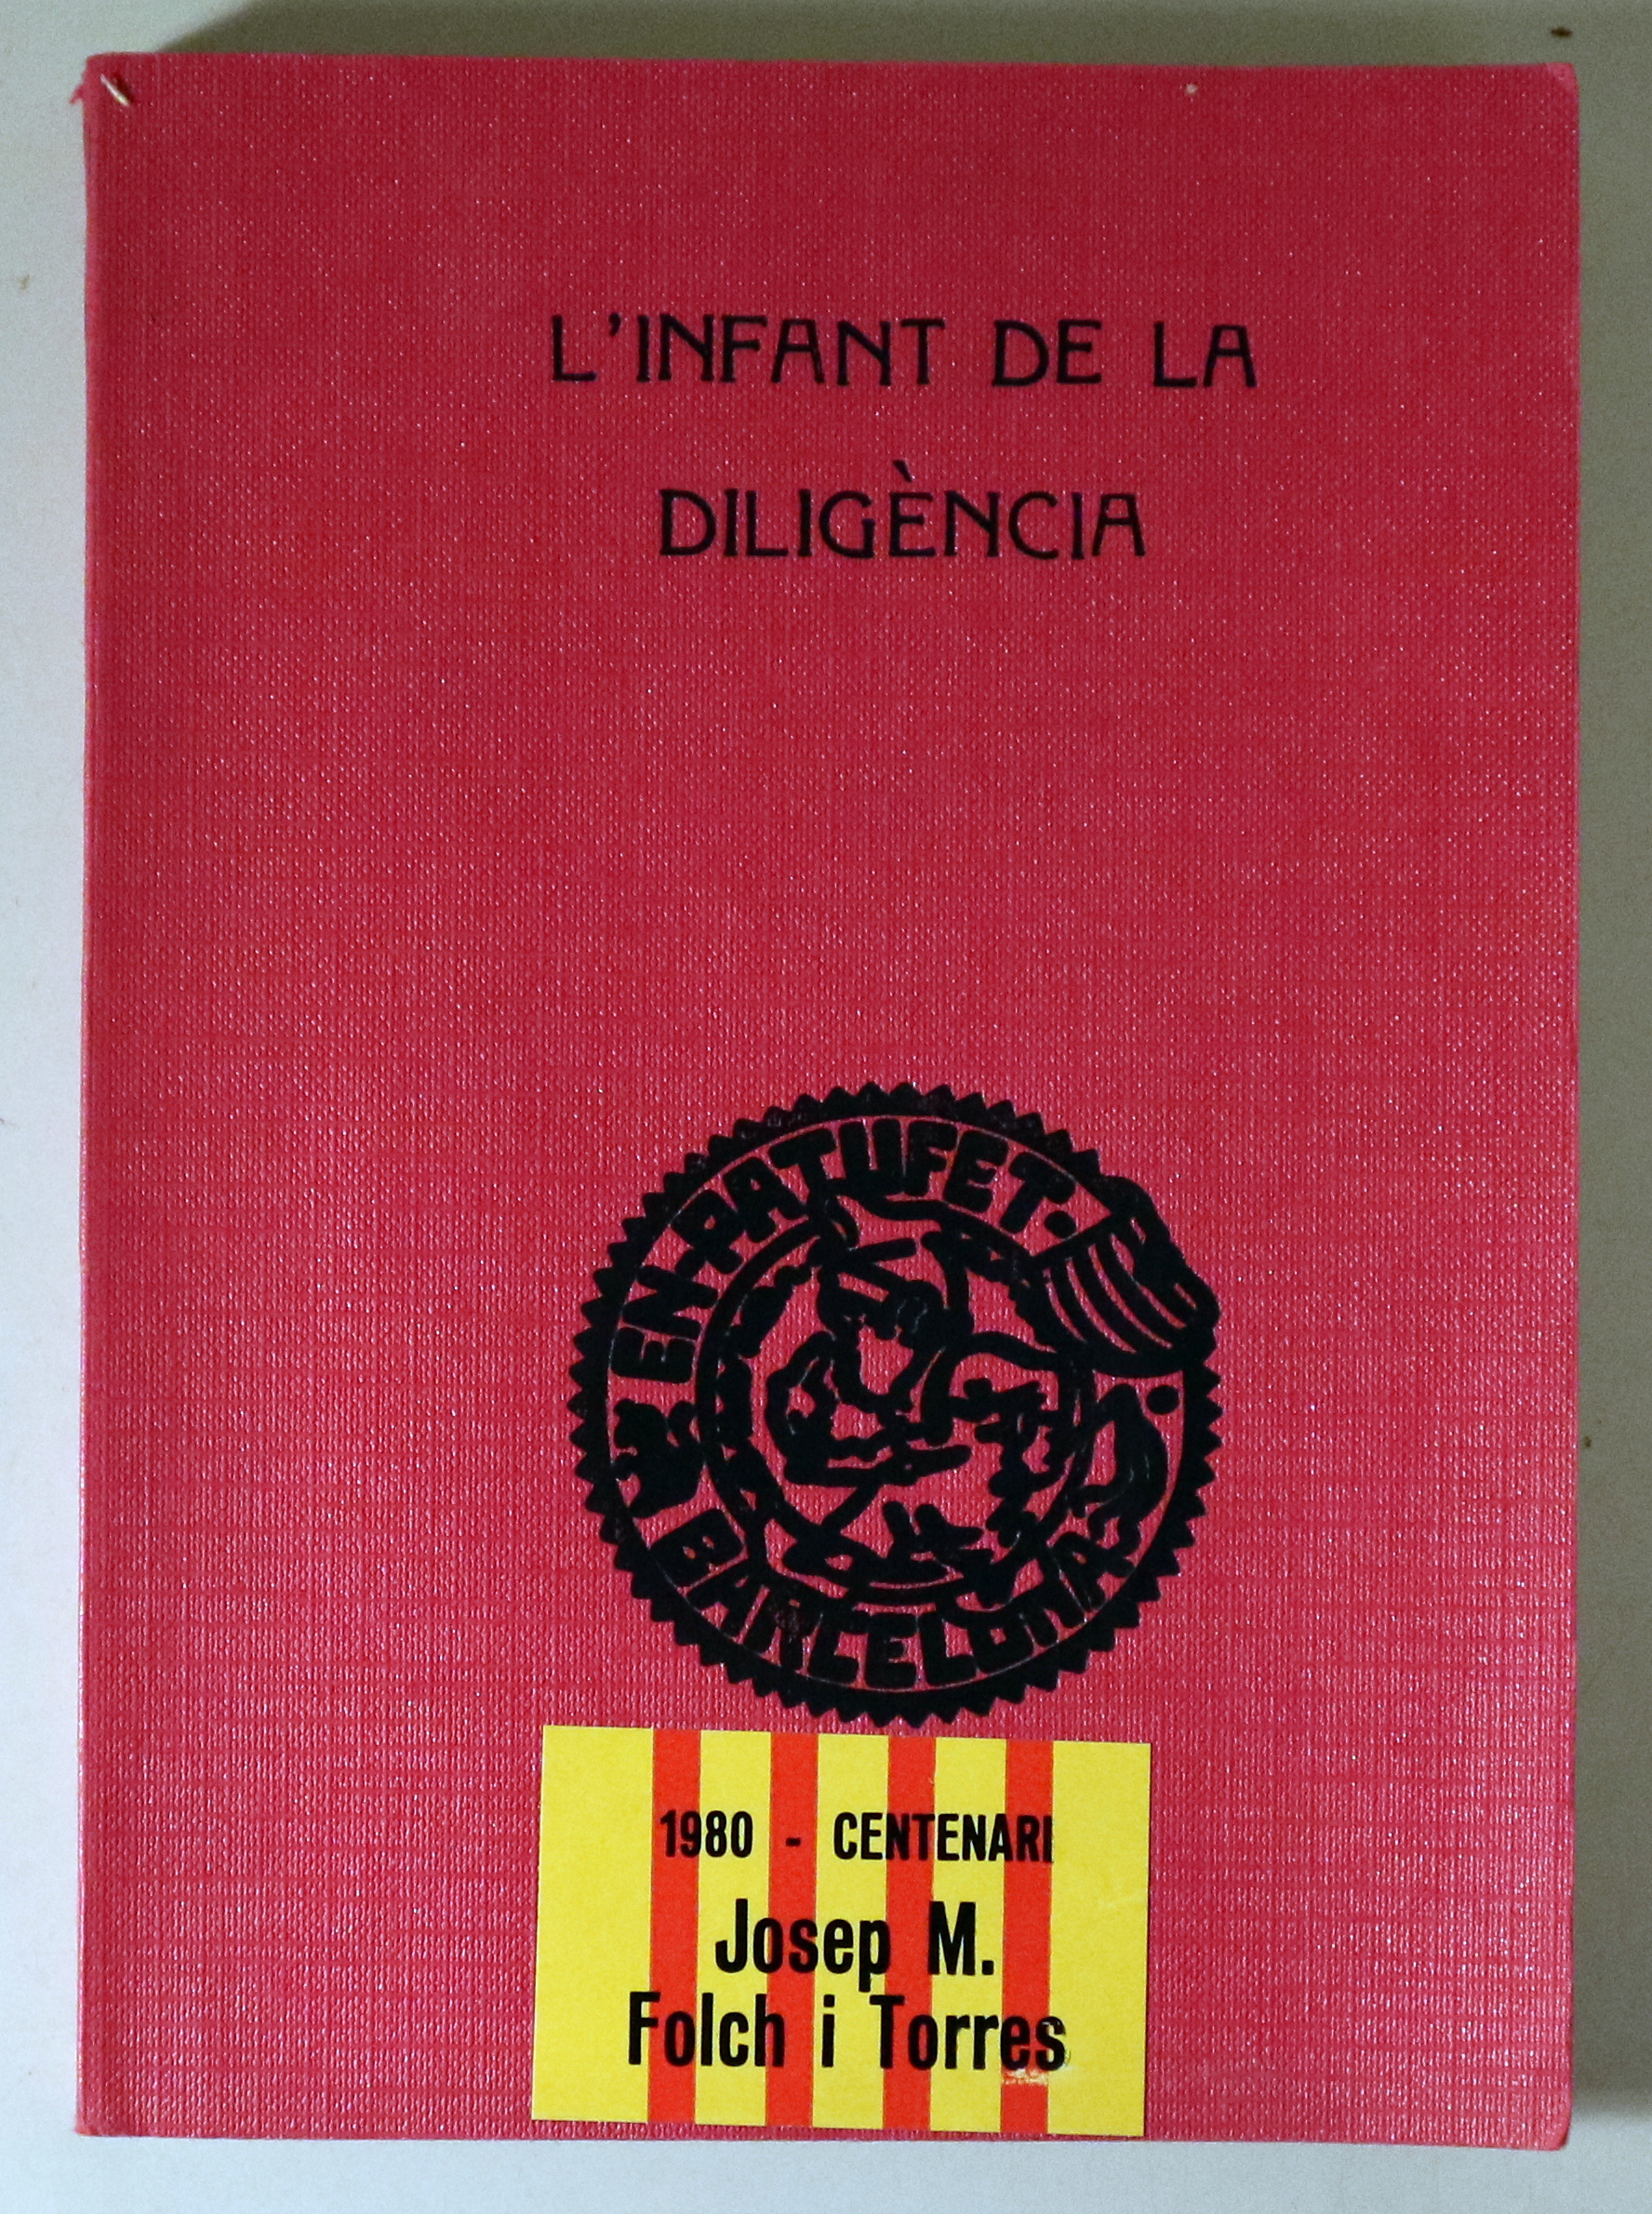 L'INFANT DE LA
DILIGÈNCIA
EN-PATUFET·
BARCELONA
1980 - CENTENARI
Josep M.
Folch i Torres